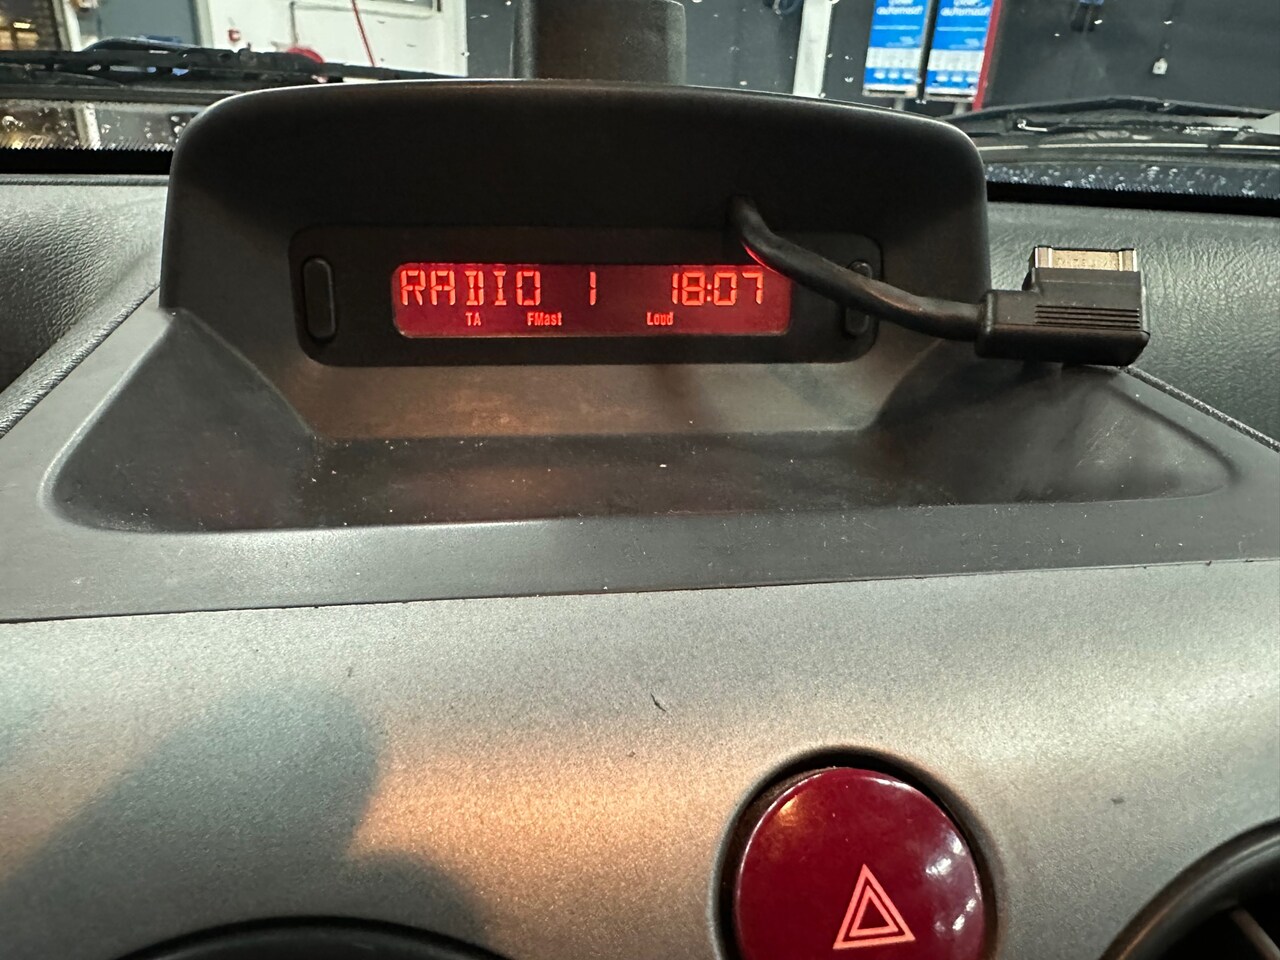 RADIO 1 18:07
TA FMast Loud